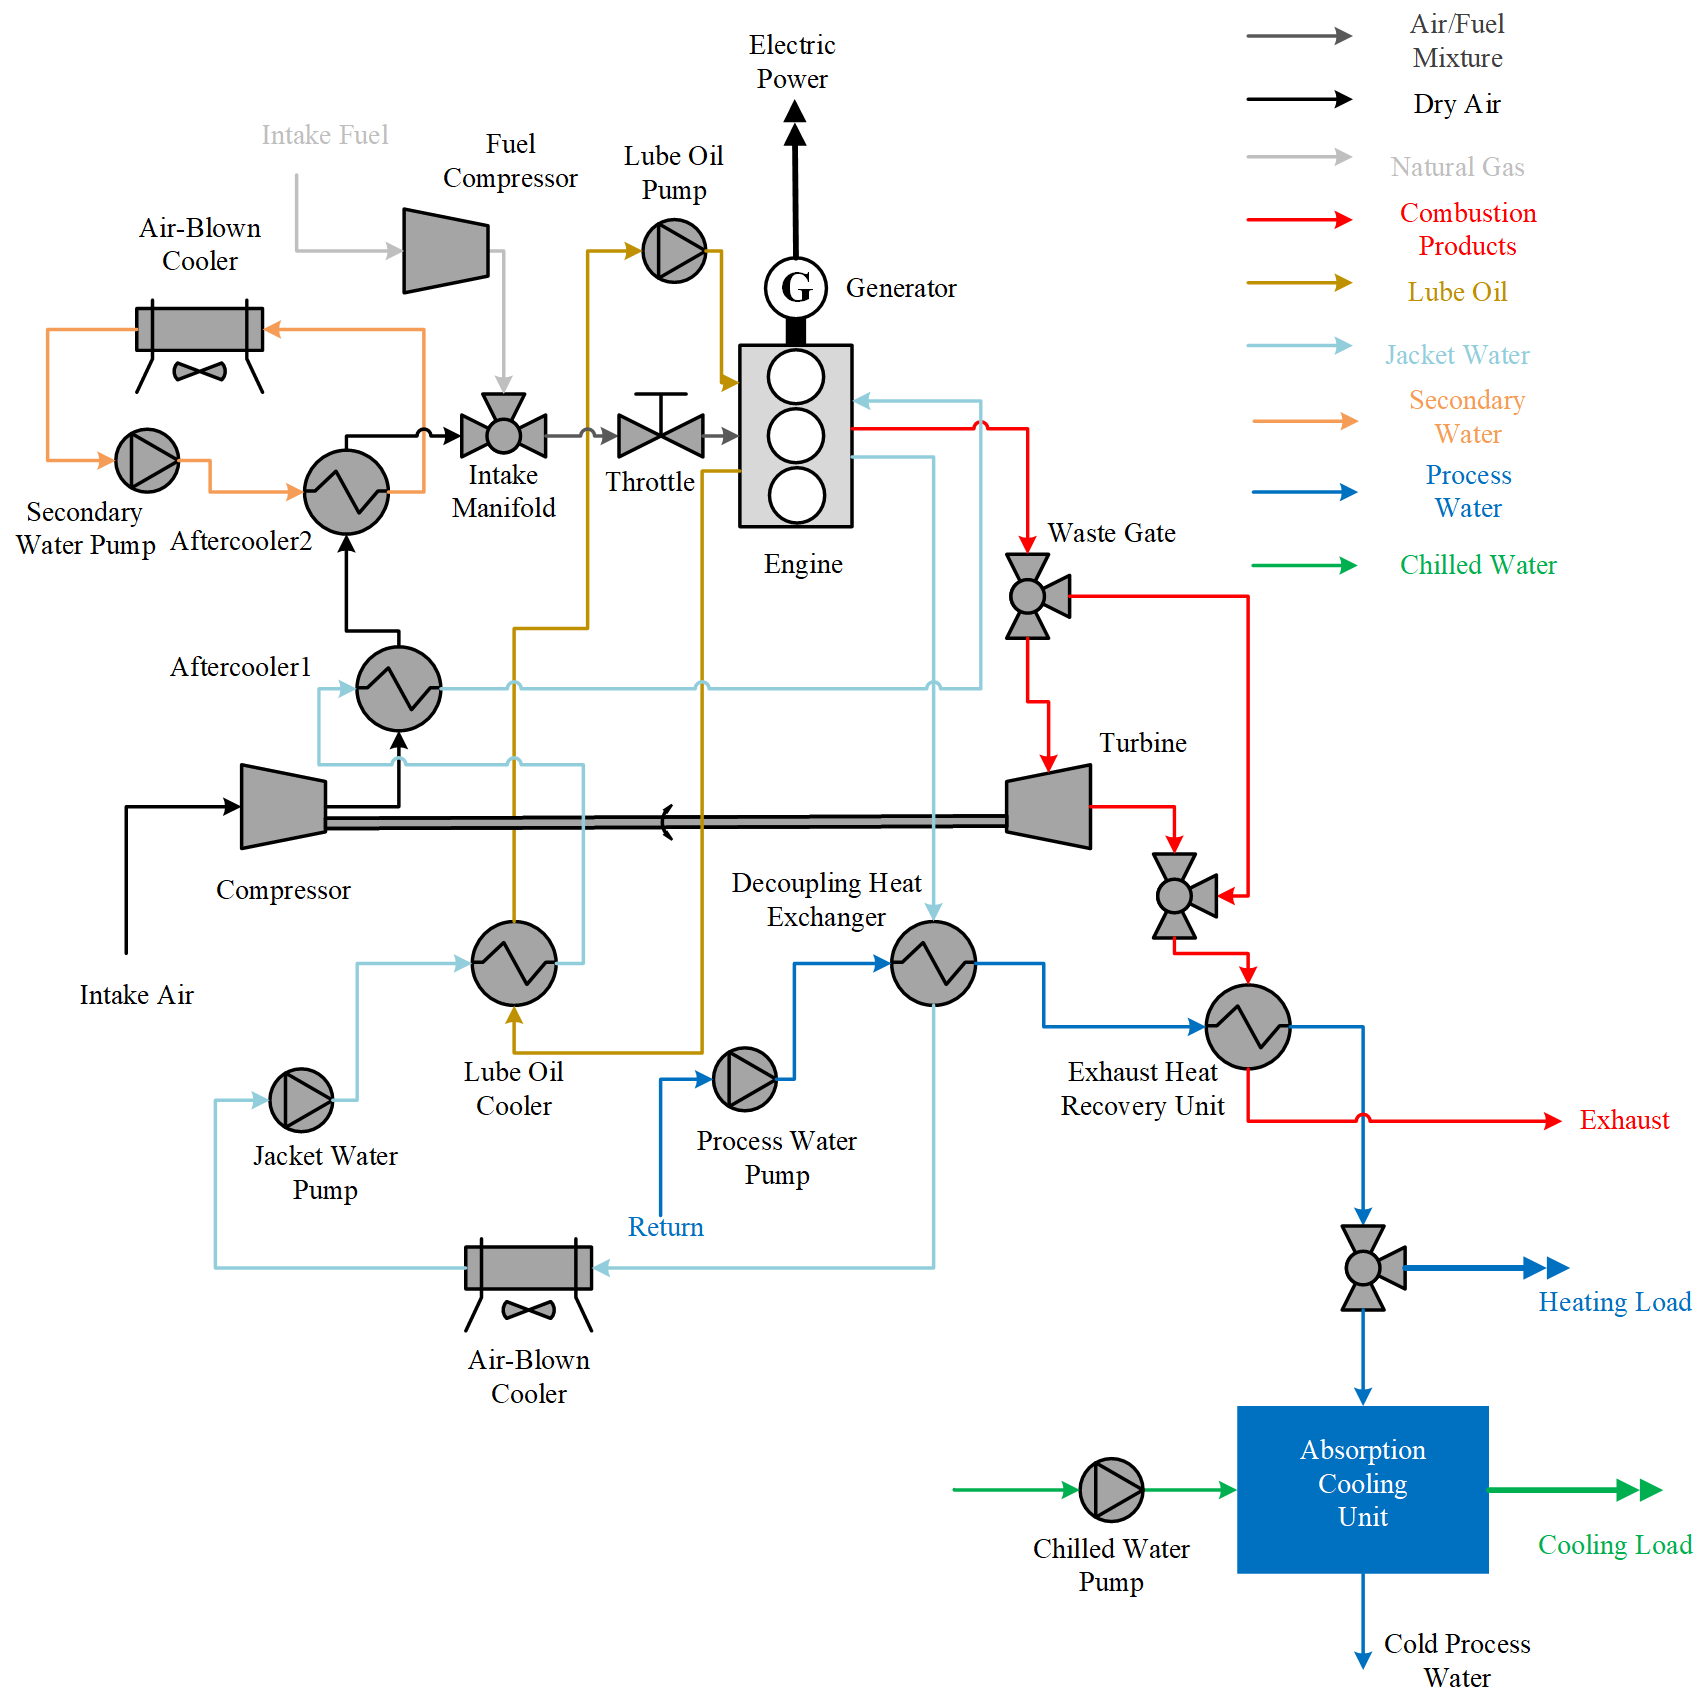 Electric
Power
Air/Fuel
Mixture
Dry Air
Natural Gas
Combustion
Products
Lube Oil
Jacket Water
Secondary
Water
Process
Water
Chilled Water
Intake Fuel
Fuel
Compressor
Lube Oil
Pump
Air-Blown
Cooler
G
Generator
Intake
Manifold
Throttle
Secondary
Water Pump
Aftercooler2
Engine
Waste Gate
Aftercooler1
Turbine
Compressor
Decoupling Heat
Exchanger
Intake Air
Lube Oil
Cooler
Exhaust Heat
Recovery Unit
Exhaust
Jacket Water
Pump
Process Water
Pump
Return
Heating Load
Air-Blown
Cooler
Absorption
Cooling
Unit
Chilled Water
Pump
Cooling Load
Cold Process
Water